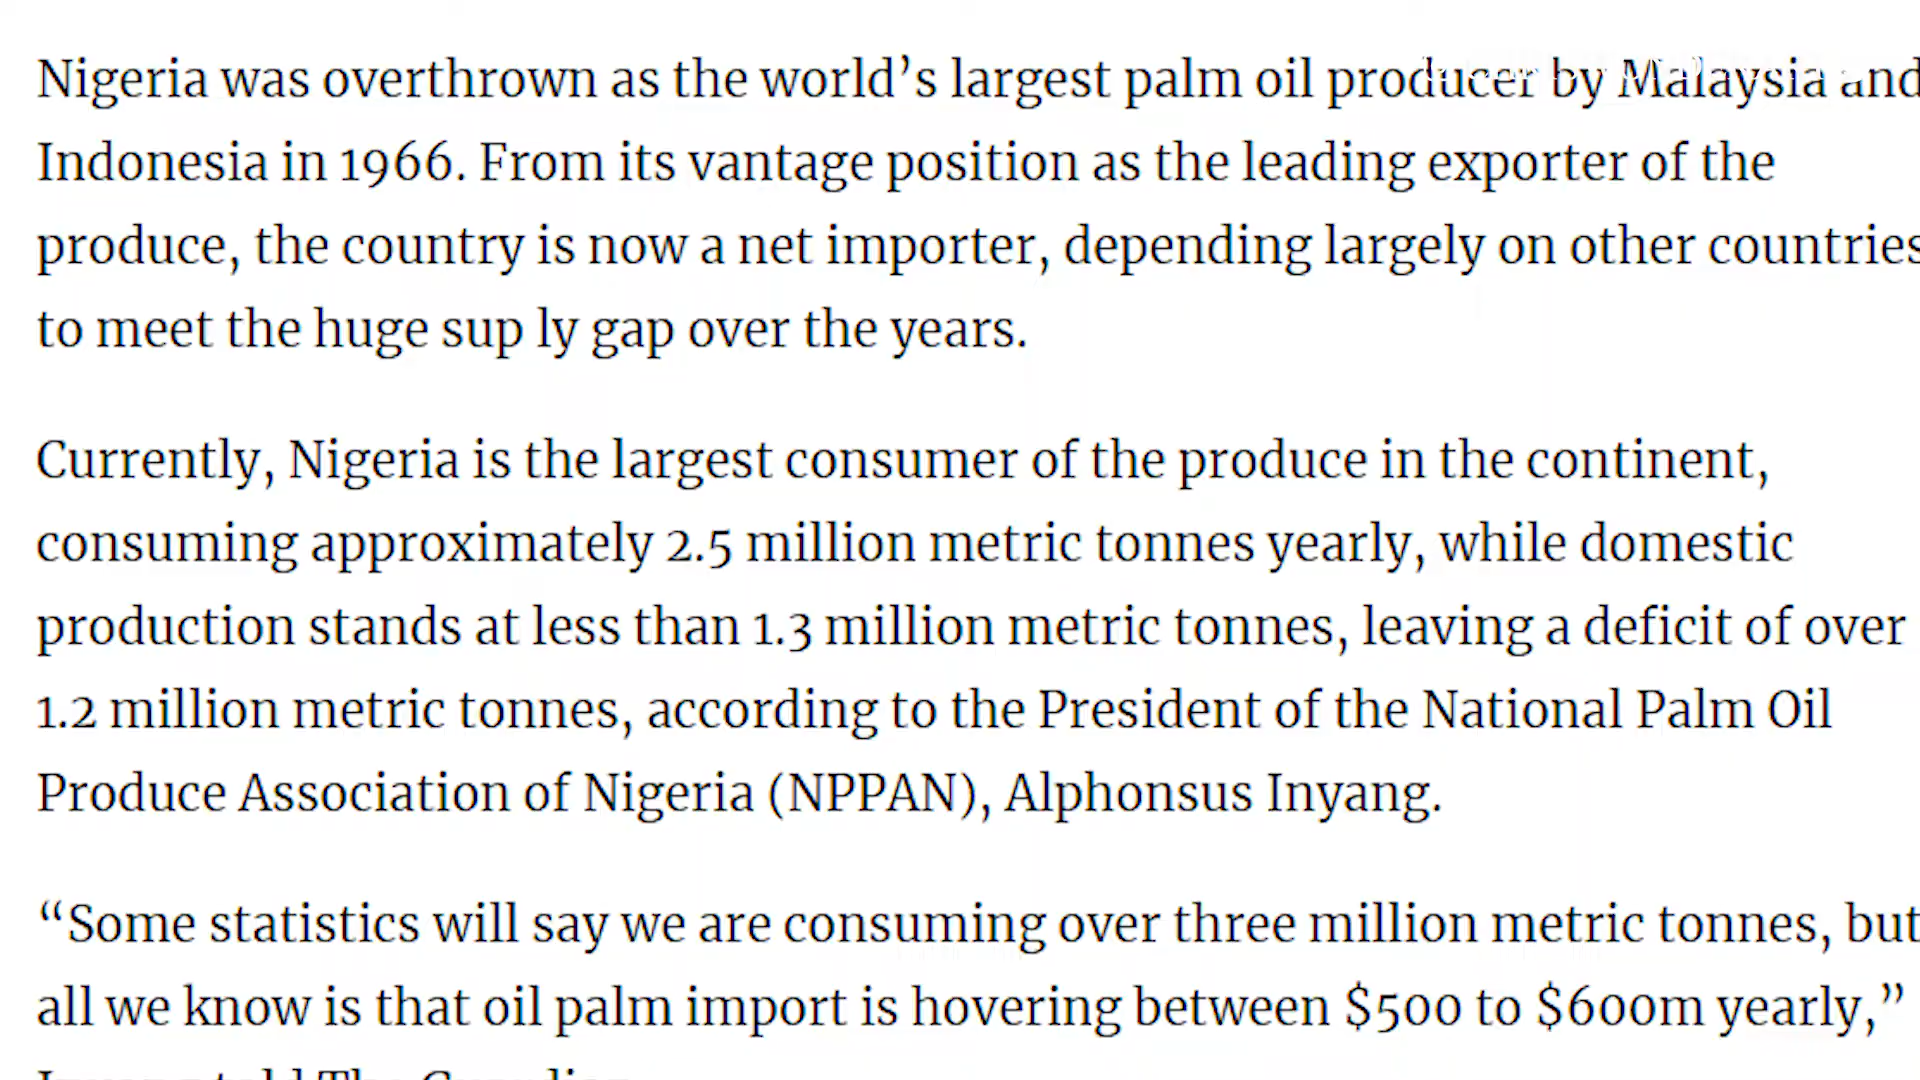 Nigeria was overthrown as the world’s largest palm oil producer by Malaysia and
Indonesia in 1966. From its vantage position as the leading exporter of the
produce, the country is now a net importer, depending largely on other countries
to meet the huge sup ly gap over the years.
Currently, Nigeria is the largest consumer of the produce in the continent,
consuming approximately 2.5 million metric tonnes yearly, while domestic
production stands at less than 1.3 million metric tonnes, leaving a deficit of over
1.2 million metric tonnes, according to the President of the National Palm Oil
Produce Association of Nigeria (NPPAN), Alphonsus Inyang.
“Some statistics will say we are consuming over three million metric tonnes, but
all we know is that oil palm import is hovering between $500 to $600m yearly,”